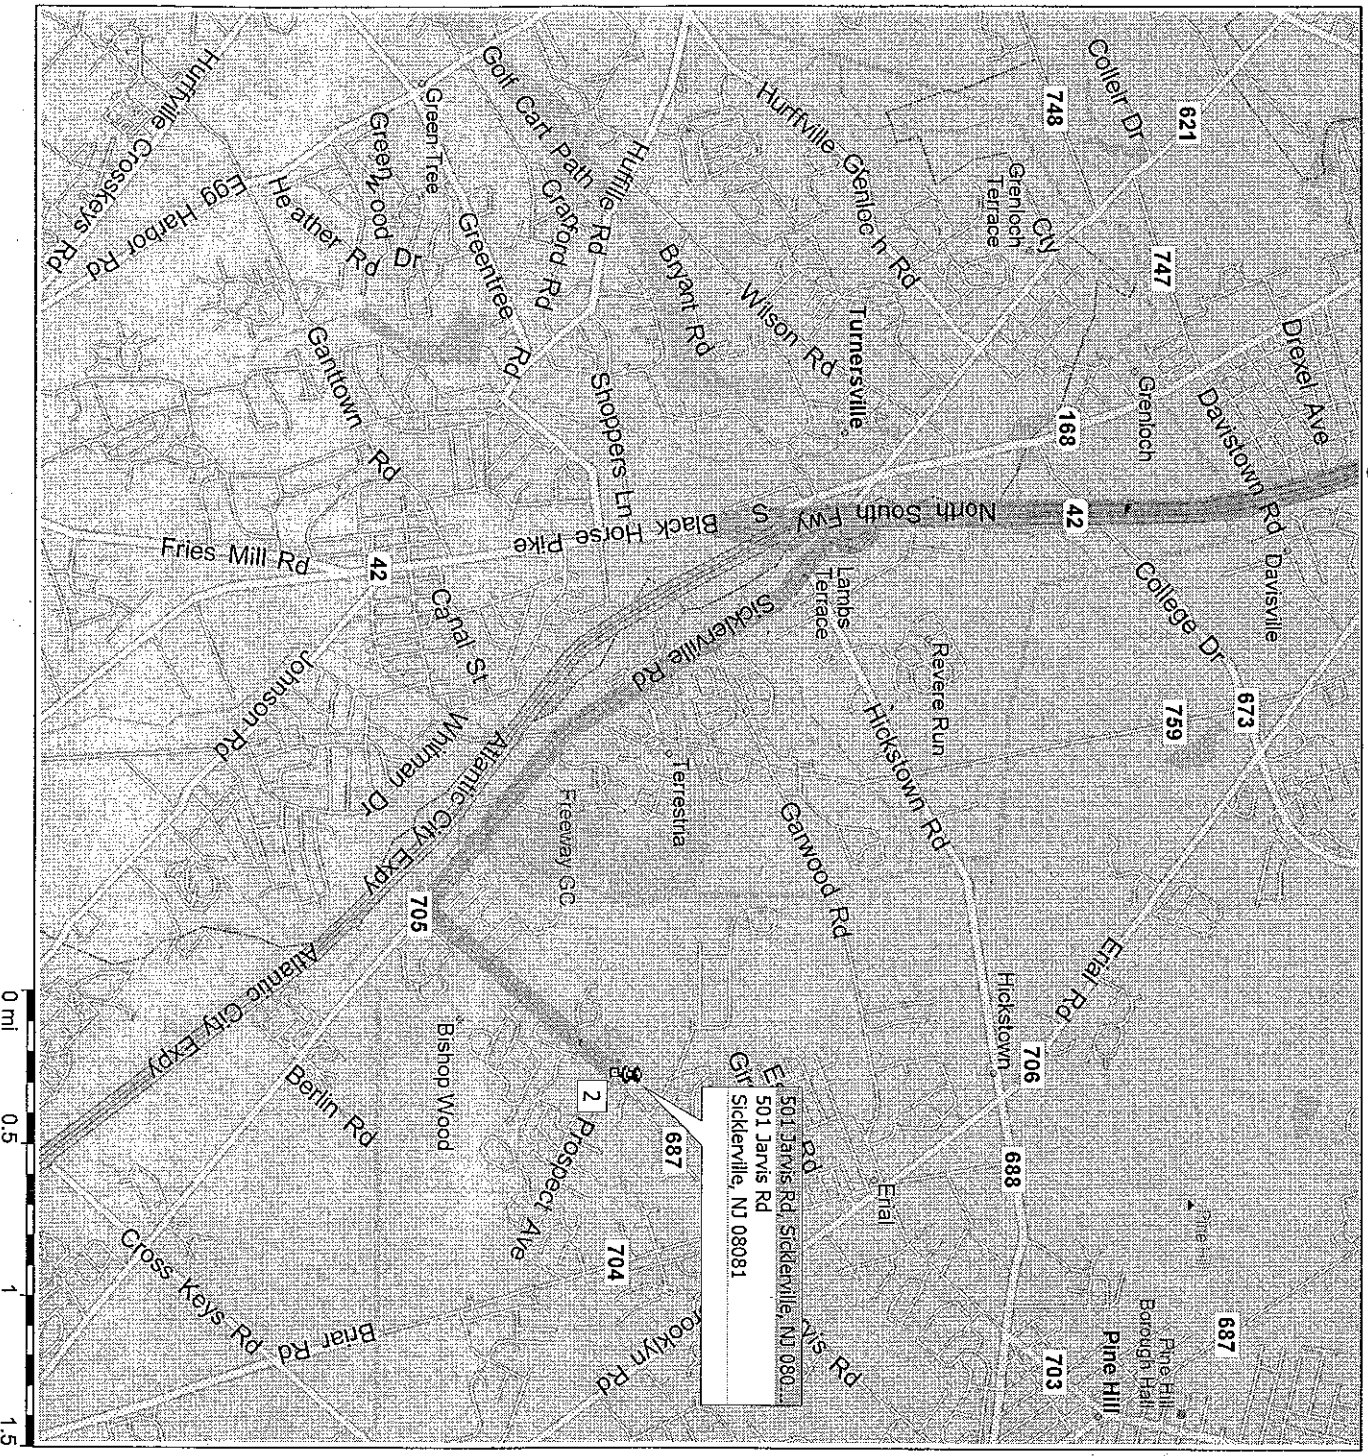 621
Colleir Dr
748
Hurffville Grenloch Rd
Grenloch
Terrace
Cty
747
Drexel Ave
Davistown Rd
Grenloch
168
Golf Cart Path
Huffville Rd
Crafford Rd
Bryant Rd
Wilson Rd
Turnersville
Green Tree
Greentree Rd
Green Wood Dr
Heather Rd
Hurffville Crosskeys Rd
Egg Harbor Rd
Ganttown Rd
Shoppers Ln
North South Fwy
S Black Horse Pike
42
Fries Mill Rd
42
Canal St
Johnson Rd
Whitman Dr
Sicklerville Rd
Lambs
Terrace
Revere Run
College Dr
Davisville
673
759
Hickstown Rd
Terrestria
Freeway GC
Garwood Rd
Atlantic City Expy
705
Atlantic City Expy
Erial Rd
Hickstown
706
688
Bishop Wood
Berlin Rd
2
Prospect Ave
687
501 Jarvis Rd, Sicklerville, NJ 080...
501 Jarvis Rd
Sicklerville, NJ 08081
Rd
Erial
704
Cross Keys Rd
Briar Rd
703
Pine Hill
Pine Hill
Borough Hall
687
0 mi
0.5
1
1.5